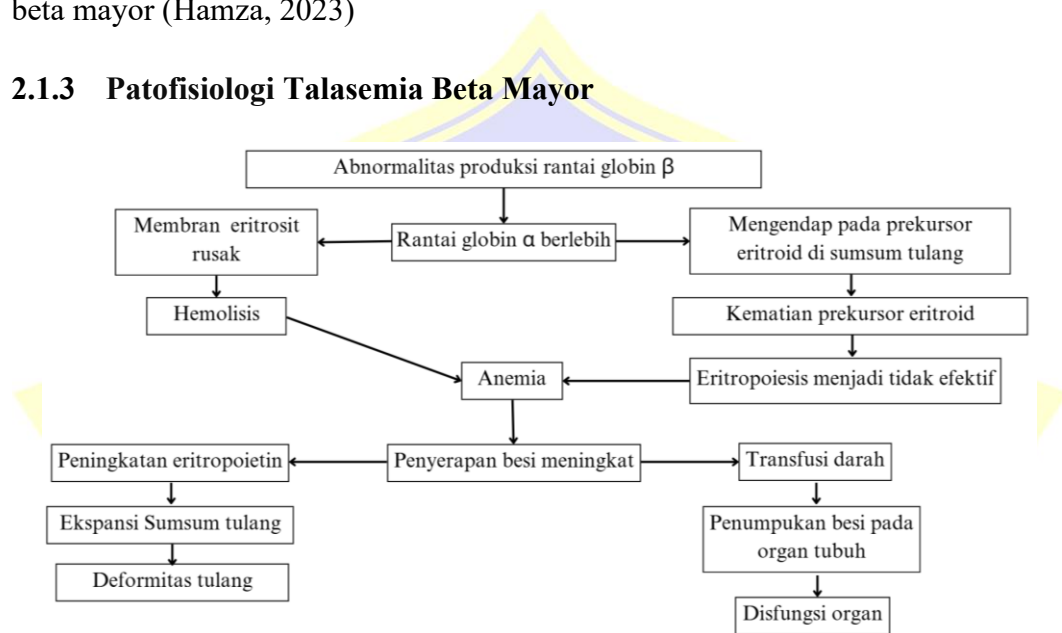 beta mayor (Hamza, 2023)
2.1.3 Patofisiologi Talasemia Beta Mayor
Abnormalitas produksi rantai globin β
Membran eritrosit
rusak
Rantai globin α berlebih
Mengendap pada prekursor
eritroid di sumsum tulang
Hemolisis
Kematian prekursor eritroid
Anemia
Eritropoiesis menjadi tidak efektif
Peningkatan eritropoietin
Penyerapan besi meningkat
Transfusi darah
Ekspansi Sumsum tulang
Penumpukan besi pada
organ tubuh
Deformitas tulang
Disfungsi organ